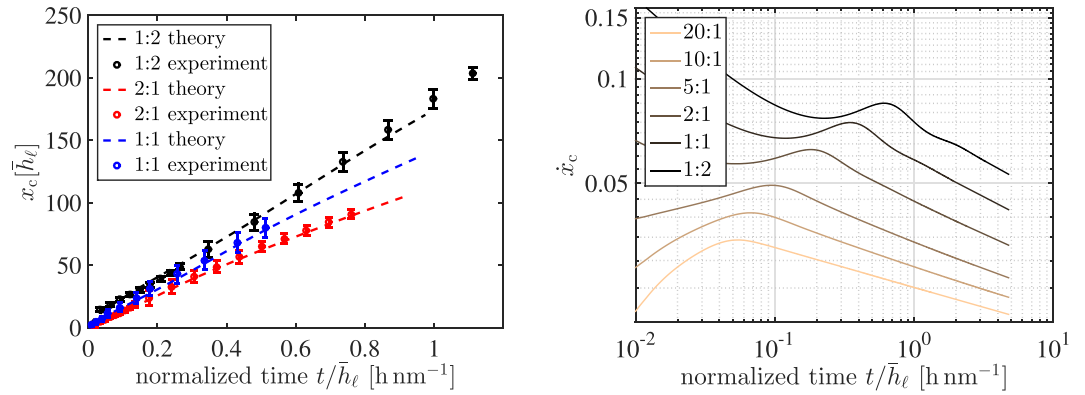 250
200
150
100
50
0
x_c[h̄_ℓ]
1:2 theory
1:2 experiment
2:1 theory
2:1 experiment
1:1 theory
1:1 experiment
0 0.2 0.4 0.6 0.8 1
normalized time t/h̄_ℓ [h nm⁻¹]
0.15
0.1
0.05
ẋ_c
20:1
10:1
5:1
2:1
1:1
1:2
10⁻² 10⁻¹ 10⁰ 10¹
normalized time t/h̄_ℓ [h nm⁻¹]